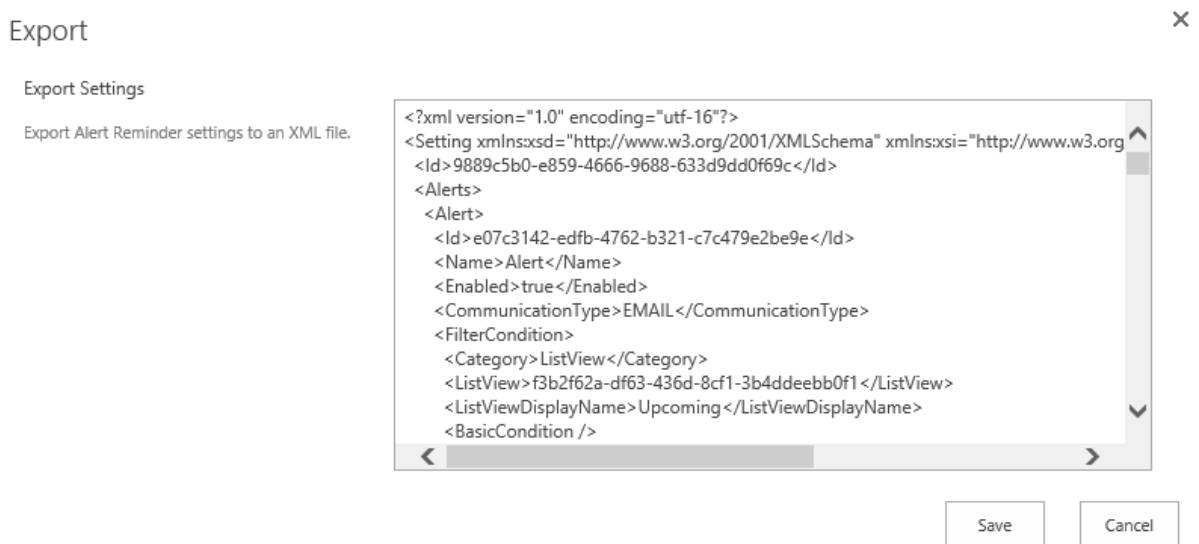 Export
Export Settings
Export Alert Reminder settings to an XML file.
<?xml version="1.0" encoding="utf-16"?>
<Setting xmlns:xsd="http://www.w3.org/2001/XMLSchema" xmlns:xsi="http://www.w3.org
<Id>9889c5b0-e859-4666-9688-633d9dd0f69c</Id>
<Alerts>
<Alert>
<Id>e07c3142-edfb-4762-b321-c7c479e2be9e</Id>
<Name>Alert</Name>
<Enabled>true</Enabled>
<CommunicationType>EMAIL</CommunicationType>
<FilterCondition>
<Category>ListView</Category>
<ListView>f3b2f62a-df63-436d-8cf1-3b4ddeebb0f1</ListView>
<ListViewDisplayName>Upcoming</ListViewDisplayName>
<BasicCondition />
Save
Cancel